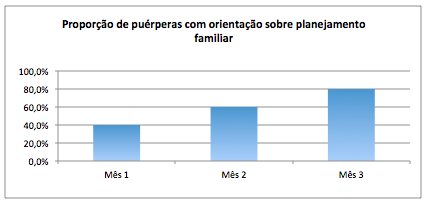 Proporção de puérperas com orientação sobre planejamento
familiar
100,0%
80,0%
60,0%
40,0%
20,0%
0,0%
Mês 1 Mês 2 Mês 3